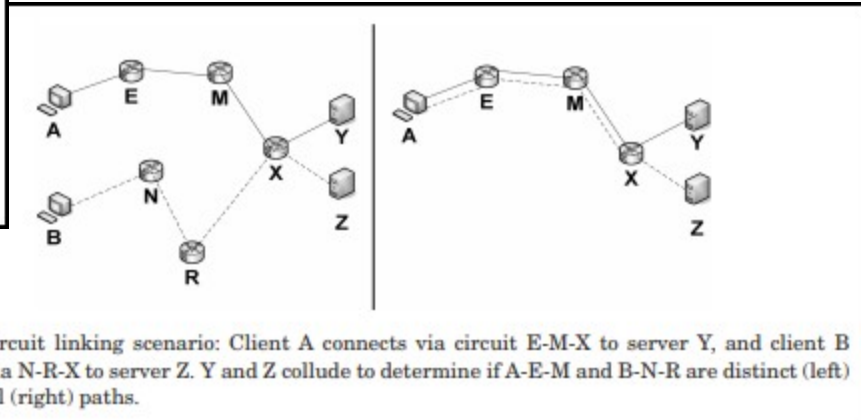 E
M
A
Y
X
N
Z
B
R
E
M
A
Y
X
Z
rcuit linking scenario: Client A connects via circuit E-M-X to server Y, and client B
a N-R-X to server Z. Y and Z collude to determine if A-E-M and B-N-R are distinct (left)
l (right) paths.